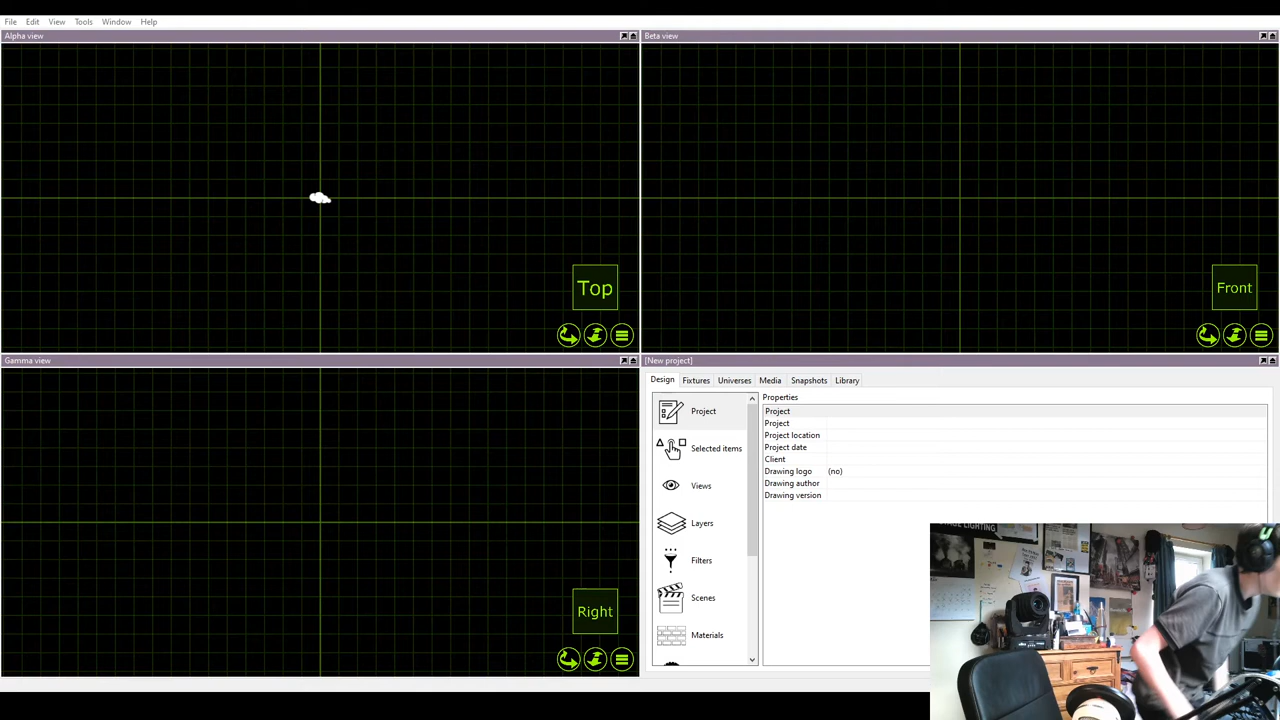 File Edit View Tools Window Help
Alpha view
Beta view
Top
Front
Gamma view
[New project]
Design Fixtures Universes Media Snapshots Library
Project
Selected items
Views
Layers
Filters
Scenes
Materials
Properties
Project
Project
Project location
Project date
Client
Drawing logo (no)
Drawing author
Drawing version
Right
STAGE LIGHTING